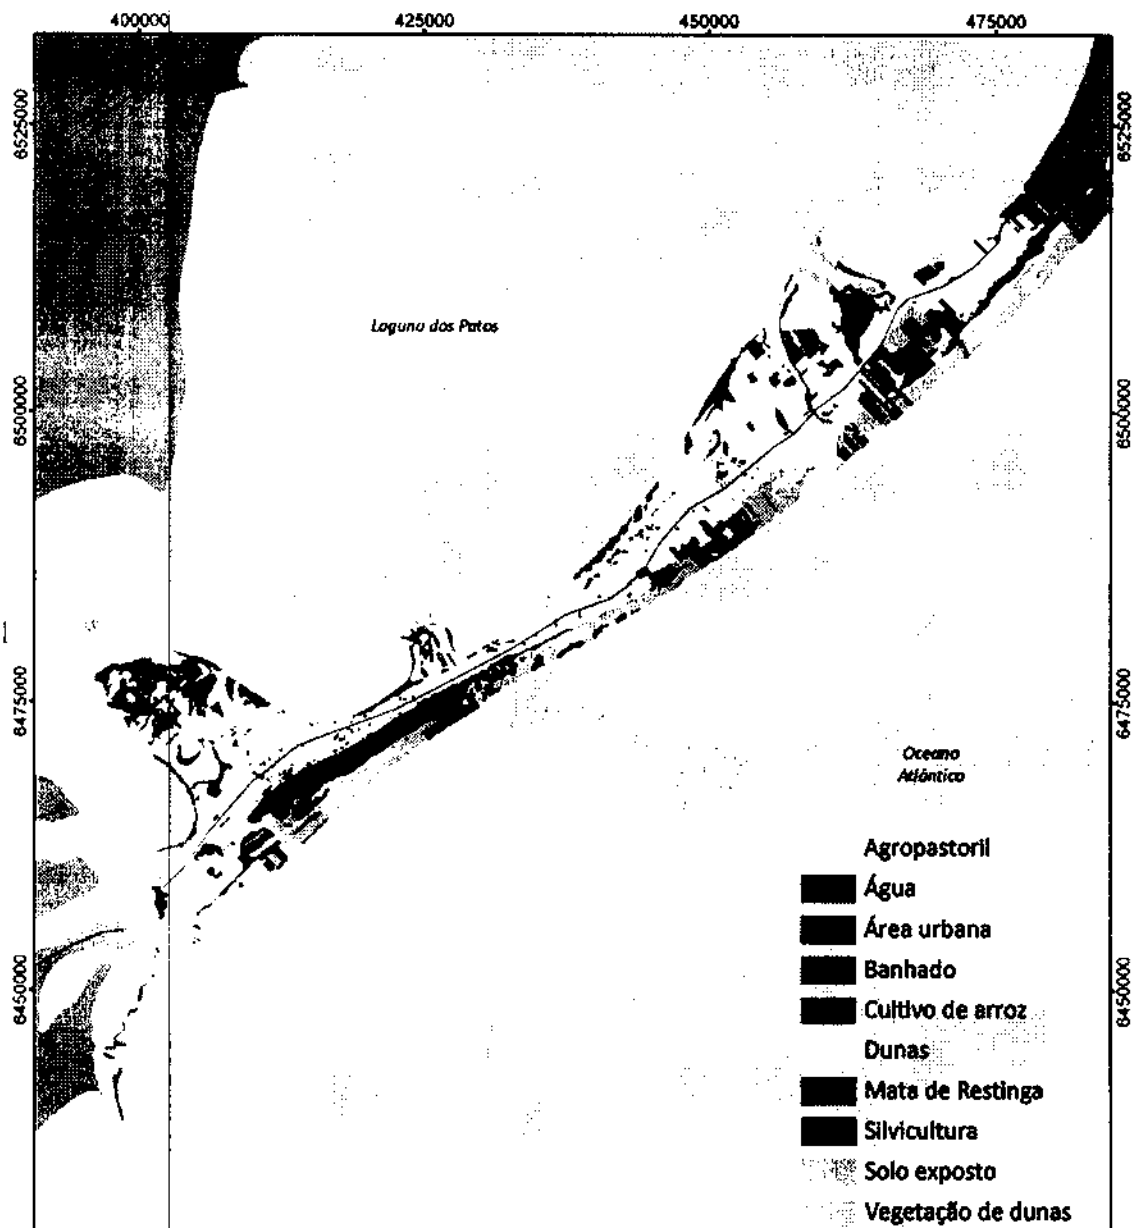 400000 425000 450000 475000
6525000 6525000
Laguna dos Patos
6500000 6500000
6475000 6475000
Oceano
Atlântico
Agropastoril
Água
Área urbana
Banhado
6450000 6450000
Cultivo de arroz
Dunas
Mata de Restinga
Silvicultura
Solo exposto
Vegetação de dunas